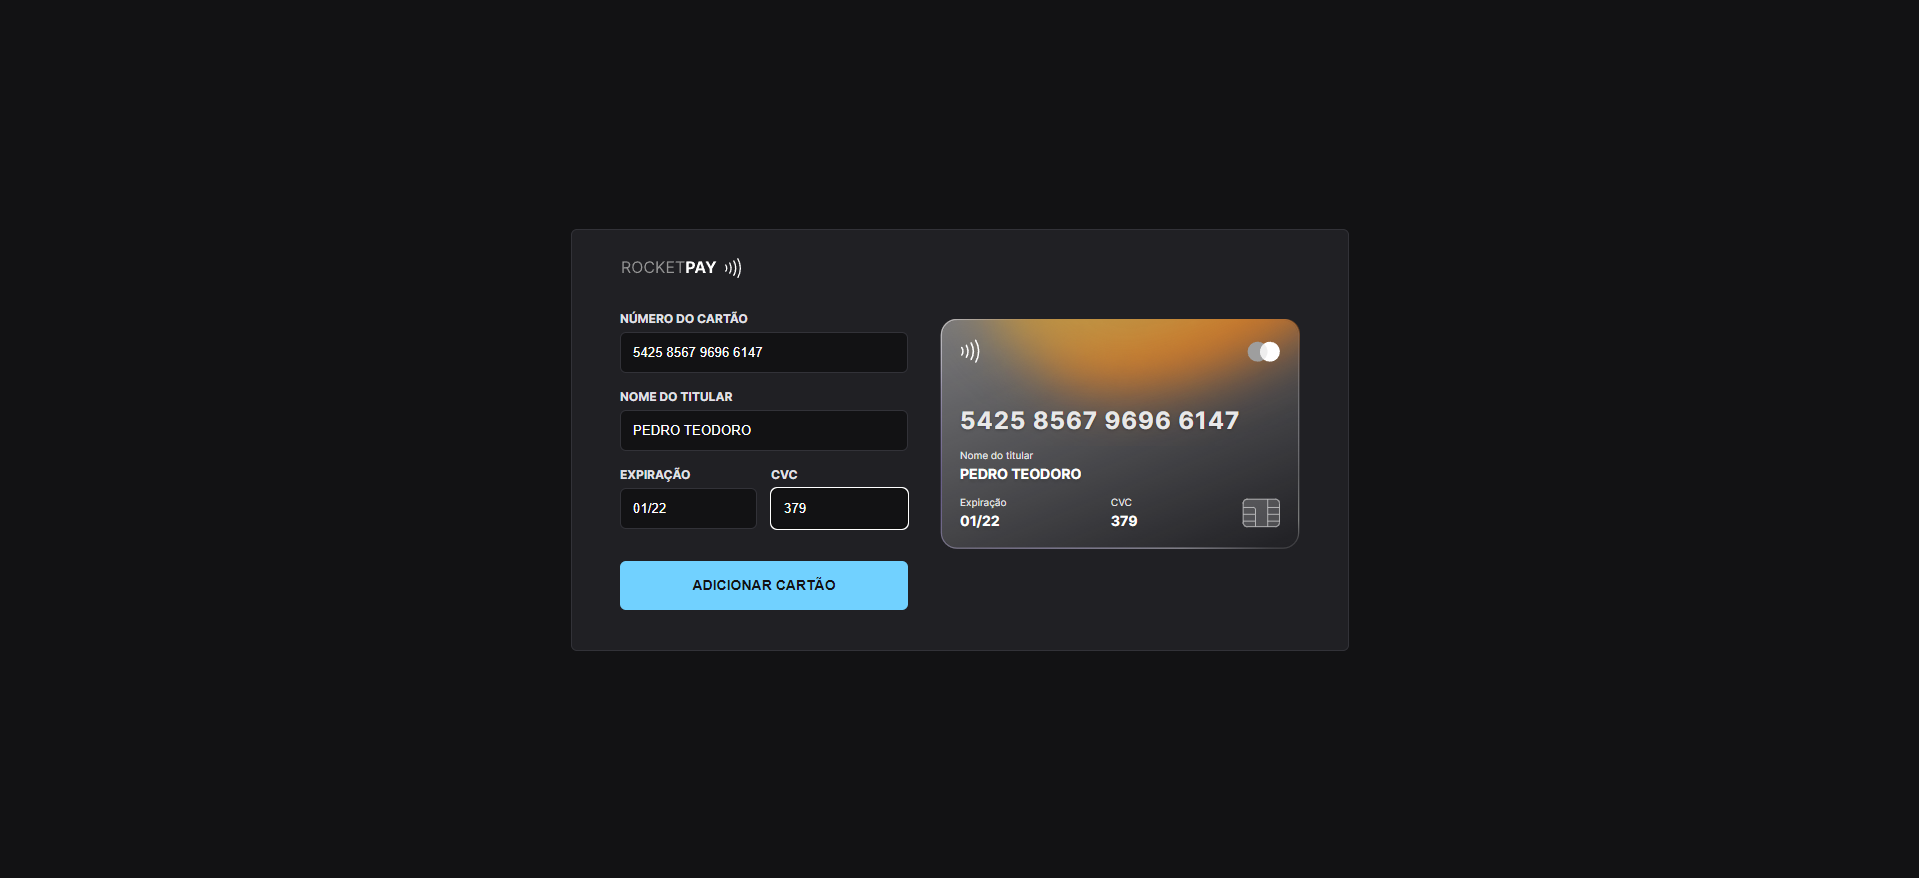 ROCKETPAY
NÚMERO DO CARTÃO
5425 8567 9696 6147
NOME DO TITULAR
PEDRO TEODORO
EXPIRAÇÃO CVC
01/22 379
ADICIONAR CARTÃO
5425 8567 9696 6147
Nome do titular
PEDRO TEODORO
Expiração CVC
01/22 379